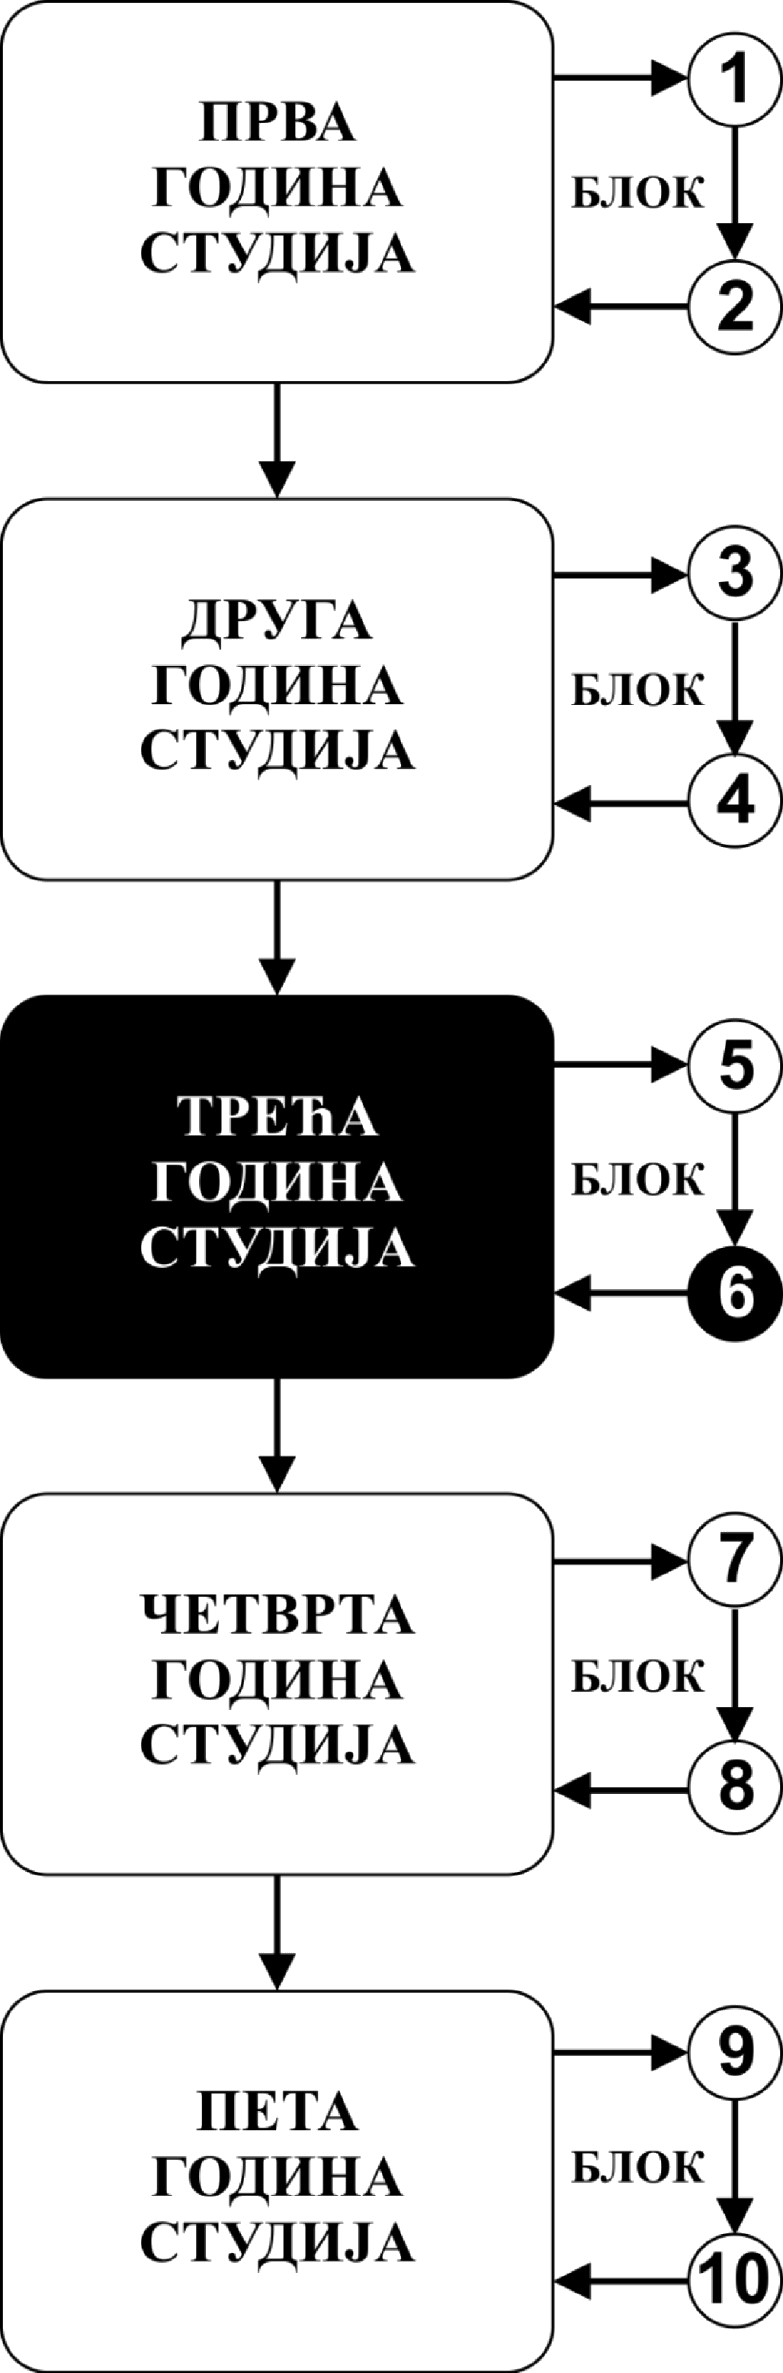 ПРВА
ГОДИНА
СТУДИЈА
1
БЛОК
2
ДРУГА
ГОДИНА
СТУДИЈА
3
БЛОК
4
ТРЕЋА
ГОДИНА
СТУДИЈА
5
БЛОК
6
ЧЕТВРТА
ГОДИНА
СТУДИЈА
7
БЛОК
8
ПЕТА
ГОДИНА
СТУДИЈА
9
БЛОК
10